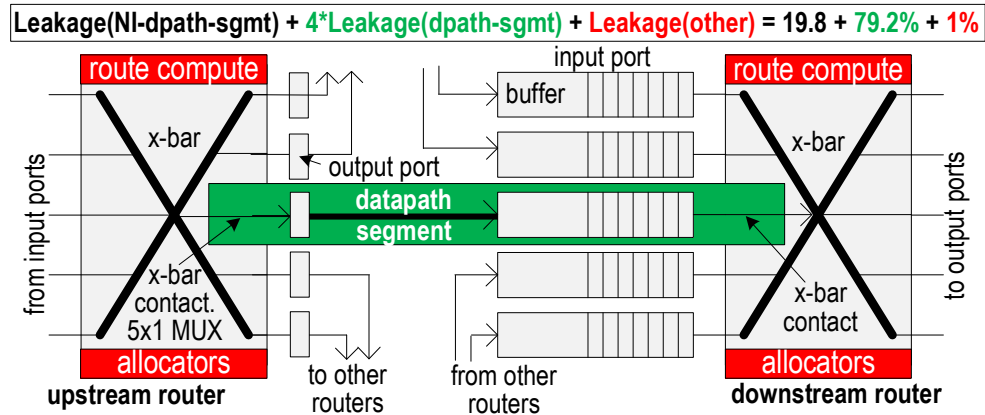 Leakage(NI-dpath-sgmt) + 4*Leakage(dpath-sgmt) + Leakage(other) = 19.8 + 79.2% + 1%
route compute
x-bar
from input ports
x-bar
contact.
5x1 MUX
allocators
upstream router
output port
datapath
segment
to other
routers
input port
buffer
from other
routers
route compute
x-bar
to output ports
x-bar
contact
allocators
downstream router